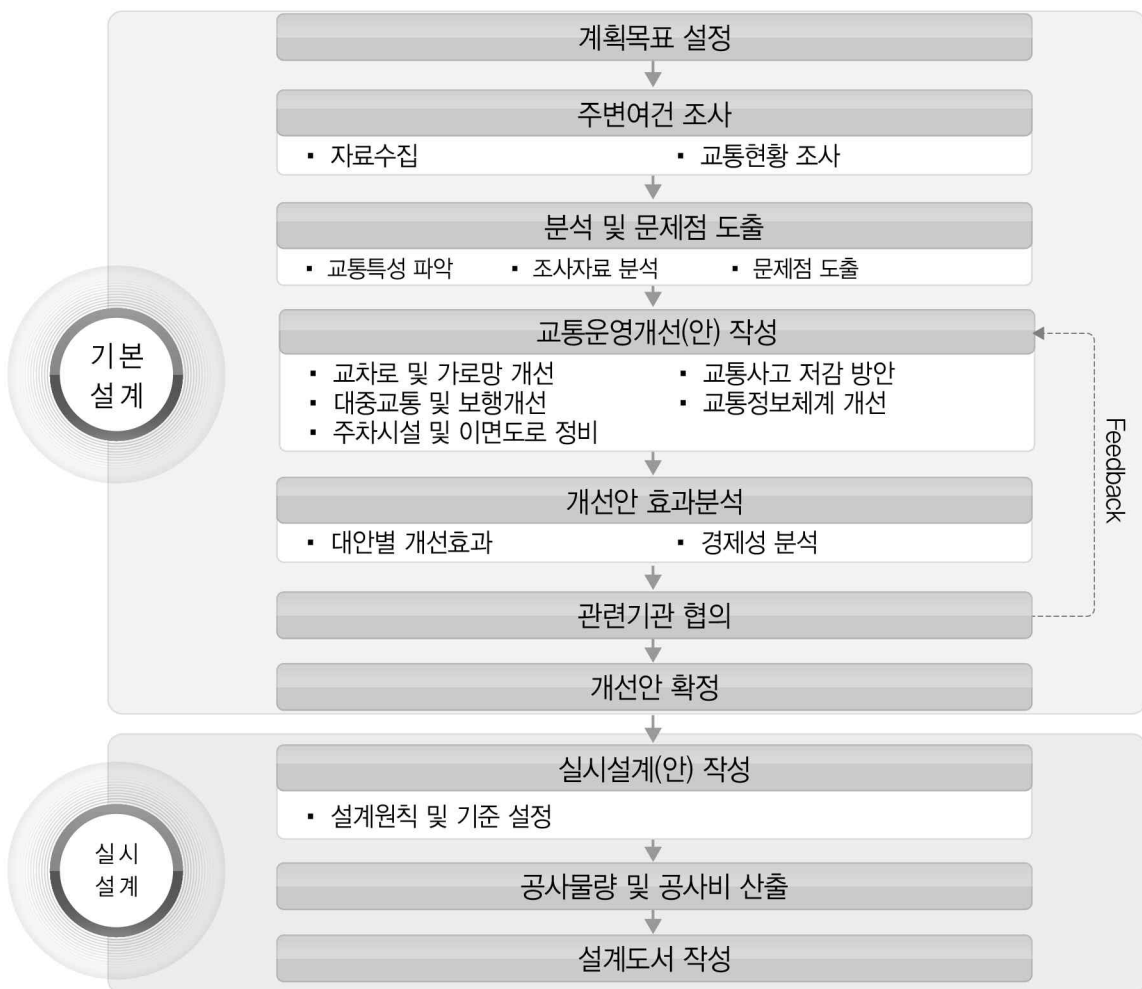 계획목표 설정
주변여건 조사
▪ 자료수집 ▪ 교통현황 조사
분석 및 문제점 도출
▪ 교통특성 파악 ▪ 조사자료 분석 ▪ 문제점 도출
기본
설계
교통운영개선(안) 작성
▪ 교차로 및 가로망 개선 ▪ 교통사고 저감 방안
▪ 대중교통 및 보행개선 ▪ 교통정보체계 개선
▪ 주차시설 및 이면도로 정비
Feedback
개선안 효과분석
▪ 대안별 개선효과 ▪ 경제성 분석
관련기관 협의
개선안 확정
실시설계(안) 작성
▪ 설계원칙 및 기준 설정
실시
설계
공사물량 및 공사비 산출
설계도서 작성